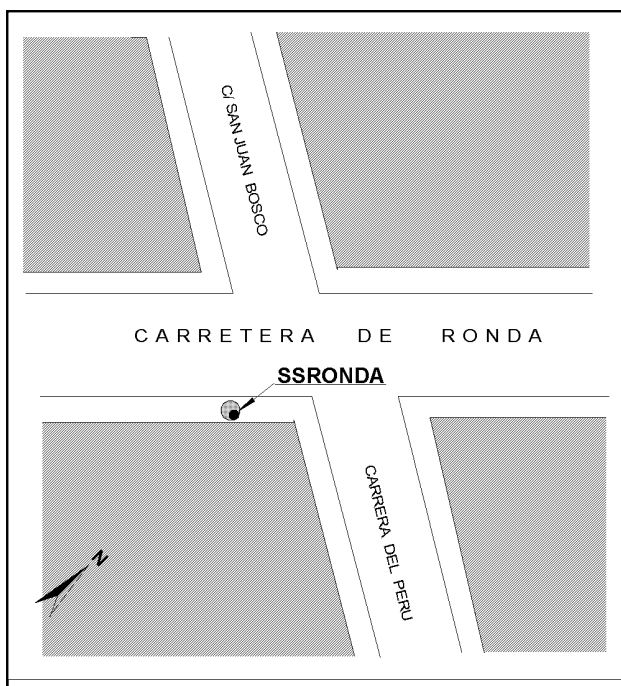 C/ SAN JUAN BOSCO
CARRETERA DE RONDA
SSRONDA
CARRERA DEL PERU
N